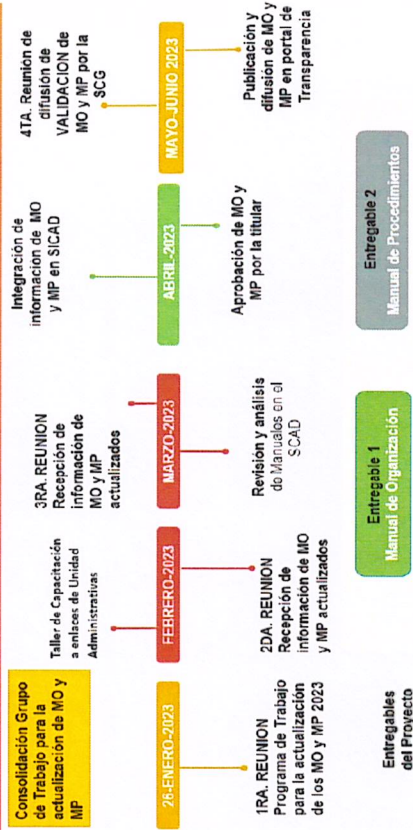 Consolidación Grupo
de Trabajo para la
actualización de MO y
MP
26-ENERO-2023
1RA. REUNION
Programa de Trabajo
para la actualización
de los MO y MP 2023
Taller de Capacitación
a enlaces de Unidad
Administrativas
FEBRERO-2023
2DA. REUNION
Recepción de
información de MO
y MP actualizados
3RA. REUNION
Recepción de
información de
MO y MP
actualizados
MARZO-2023
Revisión y análisis
de Manuales en el
SCAD
Integración de
información de MO
y MP en SICAD
ABRIL-2023
Aprobación de MO y
MP por la titular
4TA. Reunión de
difusión de
VALIDACION de
MO y MP por la
SCG
MAYO-JUNIO 2023
Publicación y
difusión de MO y
MP en portal de
Transparencia
Entregables
del Proyecto
Entregable 1
Manual de Organización
Entregable 2
Manual de Procedimientos